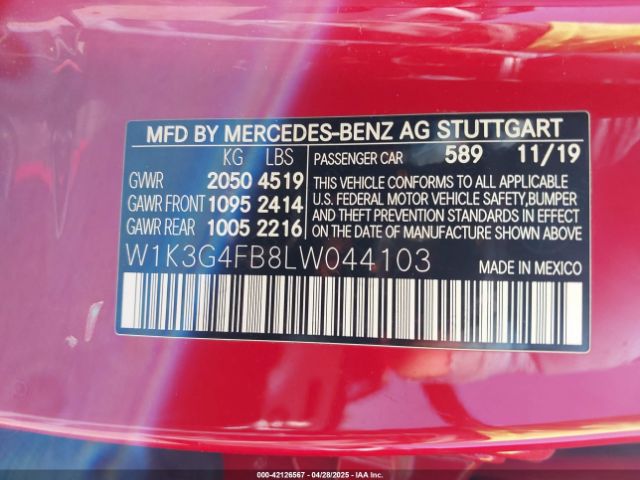 MFD BY MERCEDES-BENZ AG STUTTGART
KG LBS
GVWR 2050 4519
GAWR FRONT 1095 2414
GAWR REAR 1005 2216
PASSENGER CAR 589 11/19
THIS VEHICLE CONFORMS TO ALL APPLICABLE
U.S. FEDERAL MOTOR VEHICLE SAFETY,BUMPER
AND THEFT PREVENTION STANDARDS IN EFFECT
ON THE DATE OF MANUFACTURE SHOWN ABOVE.
W1K3G4FB8LW044103
MADE IN MEXICO
000-42126567 - 04/28/2025 - IAA Inc.